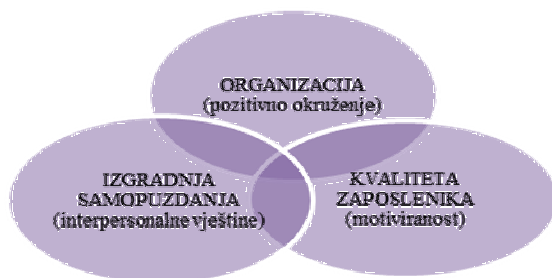 ORGANIZACIJA
(pozitivno okruženje)
IZGRADNJA
SAMOPUZDANJA
(interpersonalne vještine)
KVALITETA
ZAPOSLENIKA
(motiviranost)